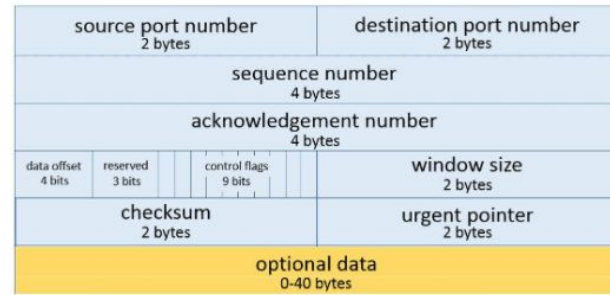 source port number
2 bytes
destination port number
2 bytes
sequence number
4 bytes
acknowledgement number
4 bytes
data offset
4 bits
reserved
3 bits
control flags
9 bits
window size
2 bytes
checksum
2 bytes
urgent pointer
2 bytes
optional data
0-40 bytes